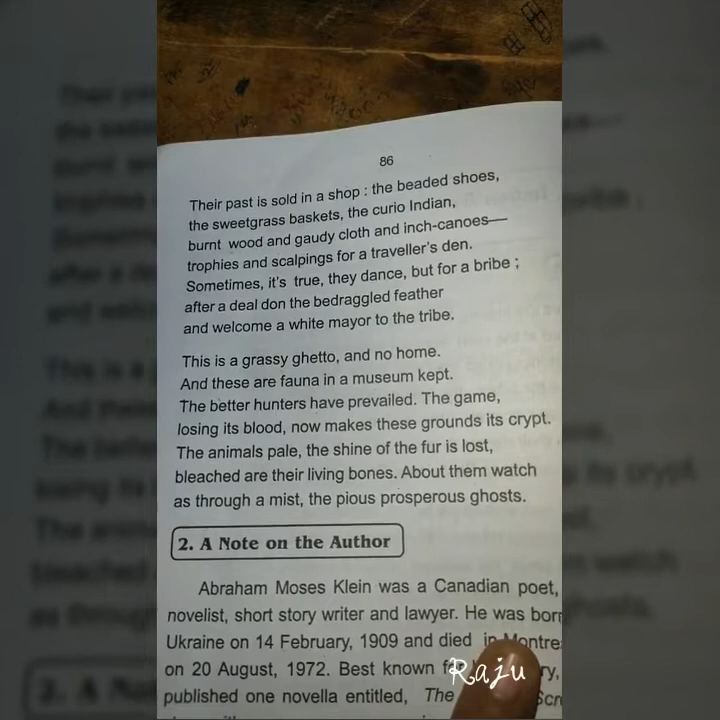 86
Their past is sold in a shop : the beaded shoes,
the sweetgrass baskets, the curio Indian,
burnt wood and gaudy cloth and inch-canoes—
trophies and scalpings for a traveller's den.
Sometimes, it's true, they dance, but for a bribe ;
after a deal don the bedraggled feather
and welcome a white mayor to the tribe.
This is a grassy ghetto, and no home.
And these are fauna in a museum kept.
The better hunters have prevailed. The game,
losing its blood, now makes these grounds its crypt.
The animals pale, the shine of the fur is lost,
bleached are their living bones. About them watch
as through a mist, the pious prosperous ghosts.
2. A Note on the Author
Abraham Moses Klein was a Canadian poet,
novelist, short story writer and lawyer. He was born
Ukraine on 14 February, 1909 and died in
on 20 August, 1972. Best known
published one novella entitled, The
Raju